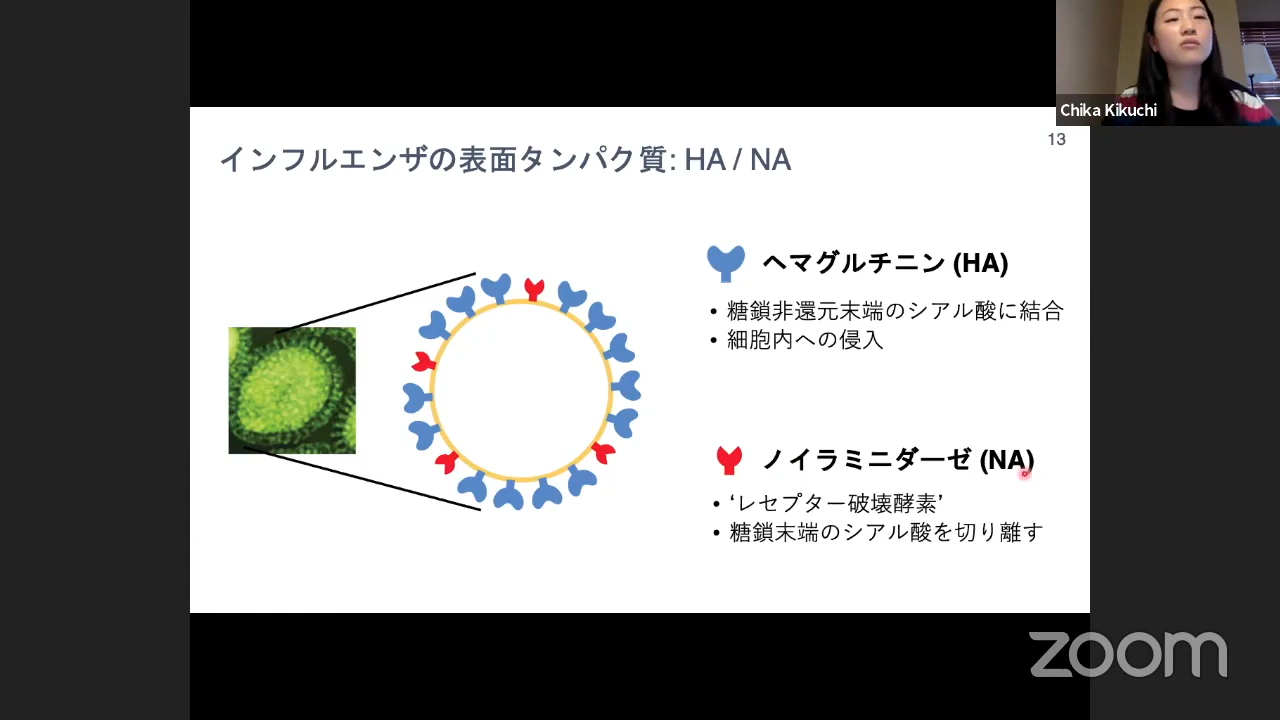 Chika Kikuchi
13
インフルエンザの表面タンパク質: HA / NA
ヘマグルチニン (HA)
• 糖鎖非還元末端のシアル酸に結合
• 細胞内への侵入
ノイラミニダーゼ (NA)
• ‘レセプター破壊酵素’
• 糖鎖末端のシアル酸を切り離す
zoom